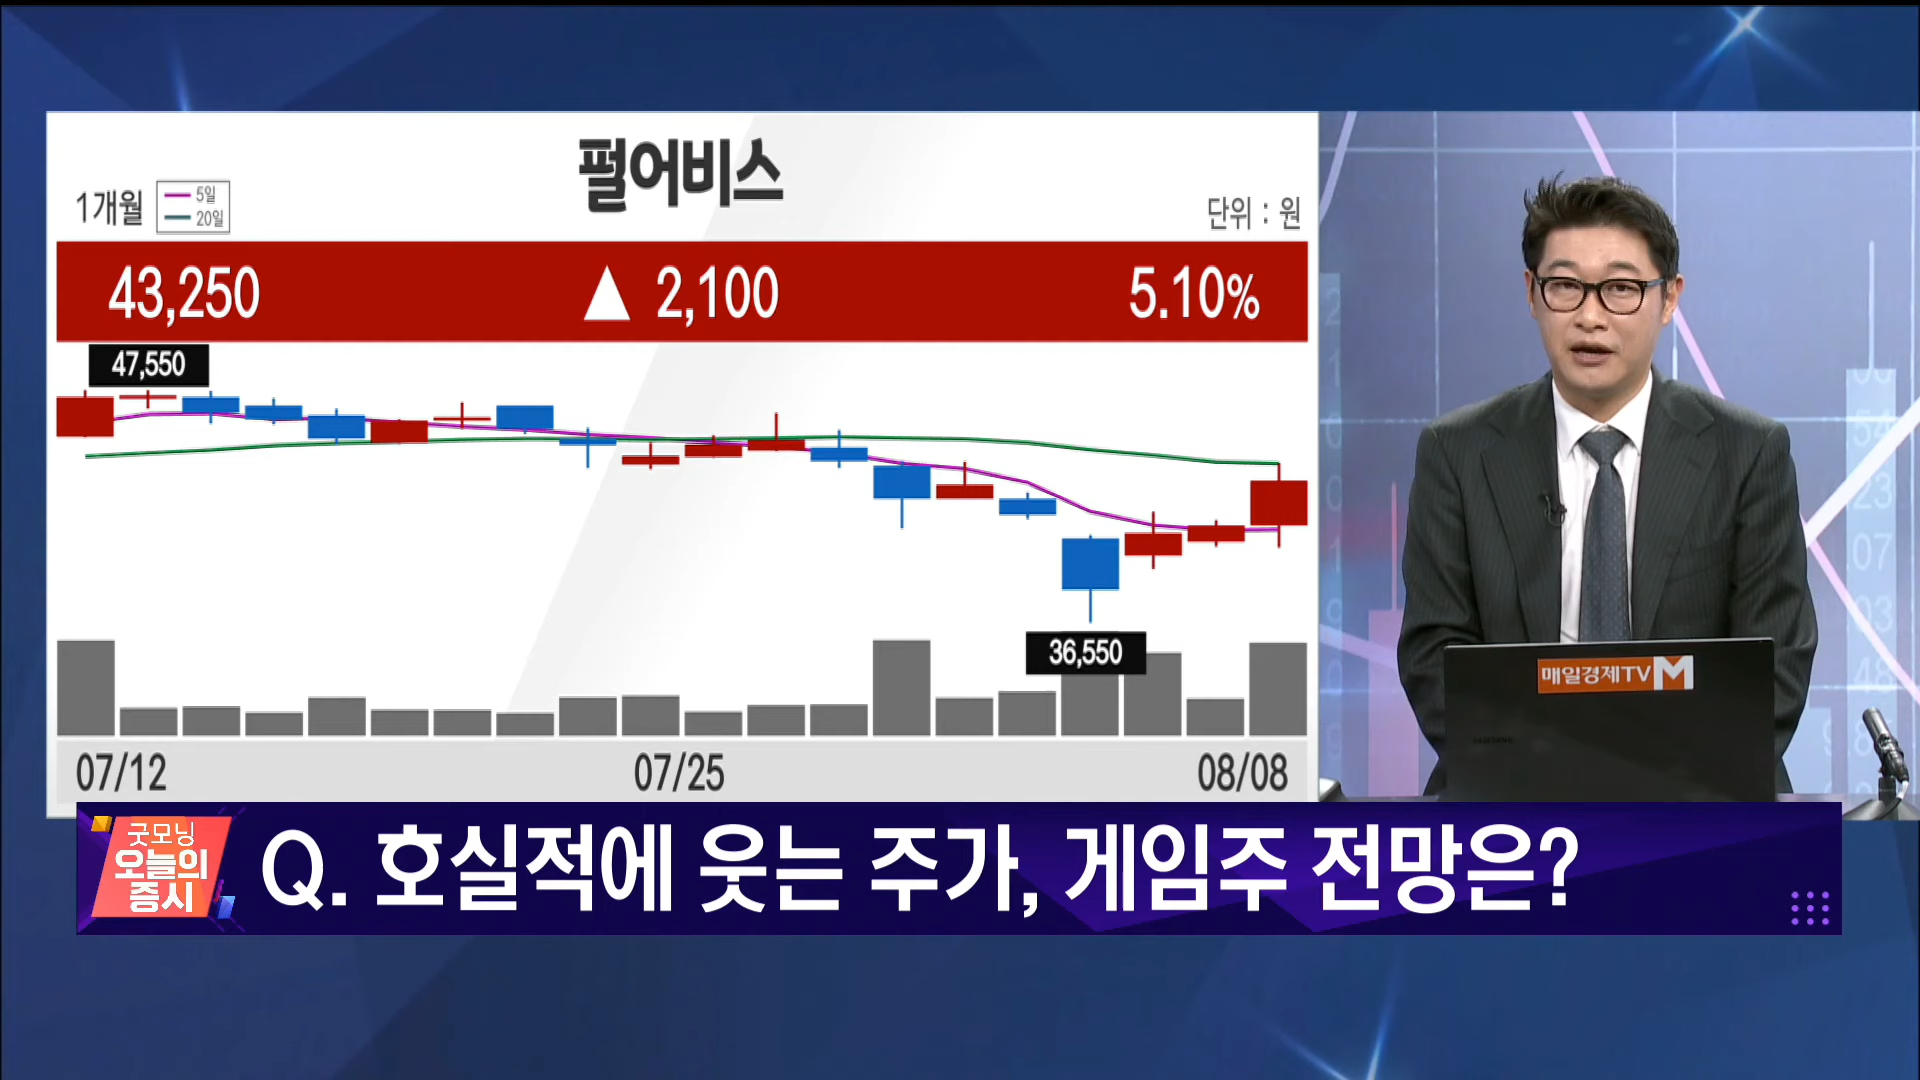 펄어비스
1개월
5일
20일
단위 : 원
43,250 ▲ 2,100 5.10%
47,550
36,550
07/12 07/25 08/08
매일경제TV M
굿모닝
오늘의
증시
Q. 호실적에 웃는 주가, 게임주 전망은?